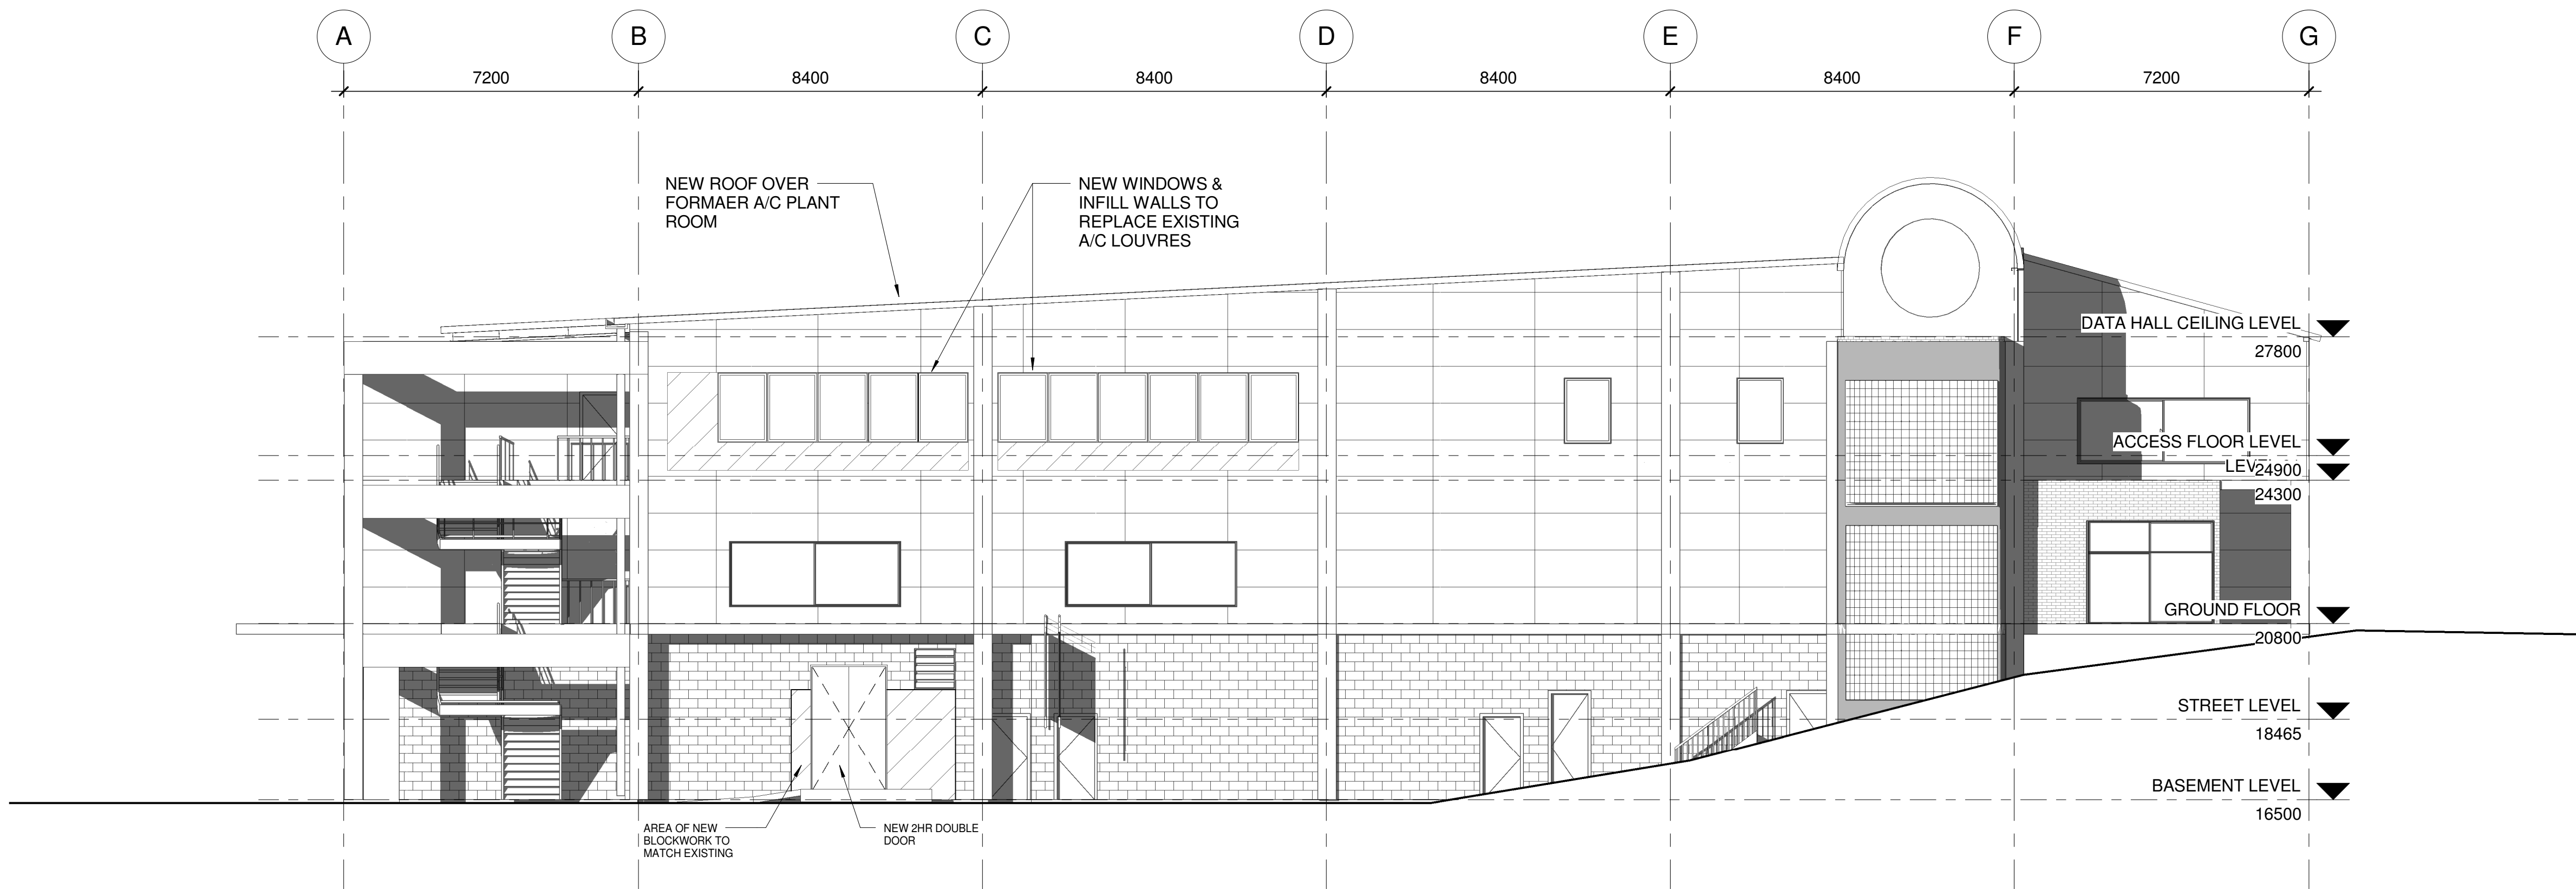 A B C D E F G
7200 8400 8400 8400 8400 7200
NEW ROOF OVER
FORMAER A/C PLANT
ROOM
NEW WINDOWS &
INFILL WALLS TO
REPLACE EXISTING
A/C LOUVRES
DATA HALL CEILING LEVEL
27800
ACCESS FLOOR LEVEL
24900
24300
GROUND FLOOR
20800
STREET LEVEL
18465
BASEMENT LEVEL
16500
AREA OF NEW
BLOCKWORK TO
MATCH EXISTING
NEW 2HR DOUBLE
DOOR